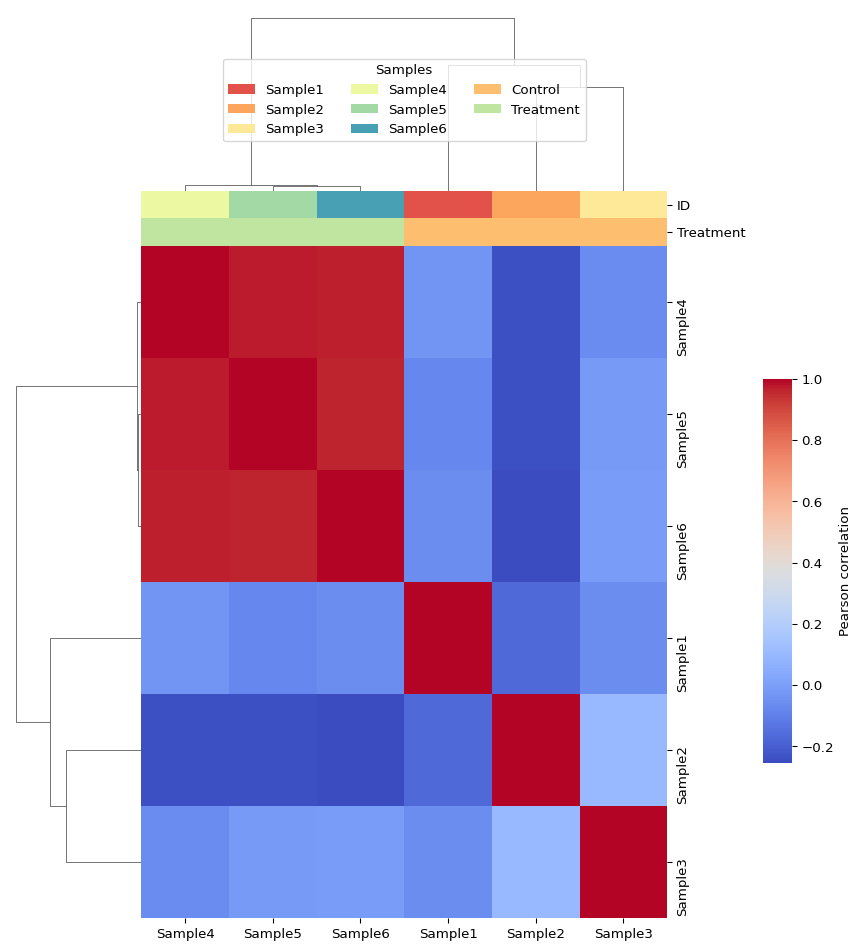 Samples
Sample1 Sample4 Control
Sample2 Sample5 Treatment
Sample3 Sample6
ID
Treatment
Sample4
Sample5
Sample6
Sample1
Sample2
Sample3
Sample4 Sample5 Sample6 Sample1 Sample2 Sample3
1.0
0.8
0.6
0.4
0.2
0.0
−0.2
Pearson correlation